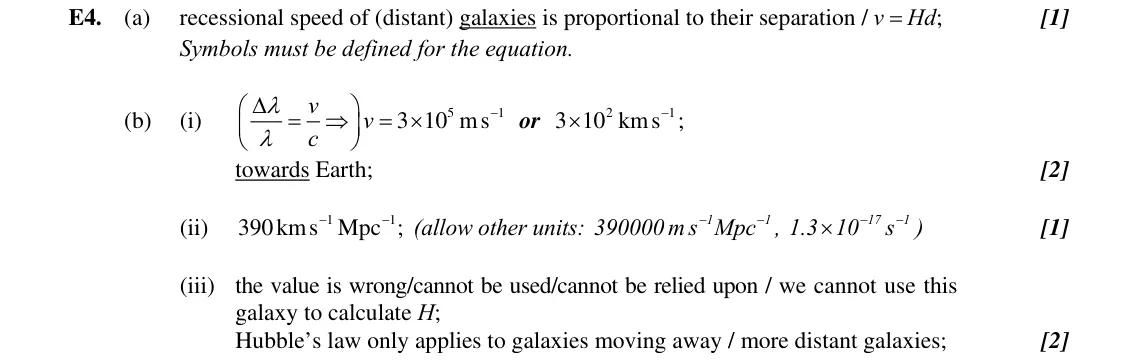 E4. (a) recessional speed of (distant) galaxies is proportional to their separation / v = Hd; [1]
Symbols must be defined for the equation.
(b) (i) (Δλ/λ = v/c ⇒) v = 3×10⁵ m s⁻¹ or 3×10² km s⁻¹;
towards Earth; [2]
(ii) 390 km s⁻¹ Mpc⁻¹; (allow other units: 390000 m s⁻¹Mpc⁻¹, 1.3×10⁻¹⁷ s⁻¹) [1]
(iii) the value is wrong/cannot be used/cannot be relied upon / we cannot use this
galaxy to calculate H;
Hubble's law only applies to galaxies moving away / more distant galaxies; [2]